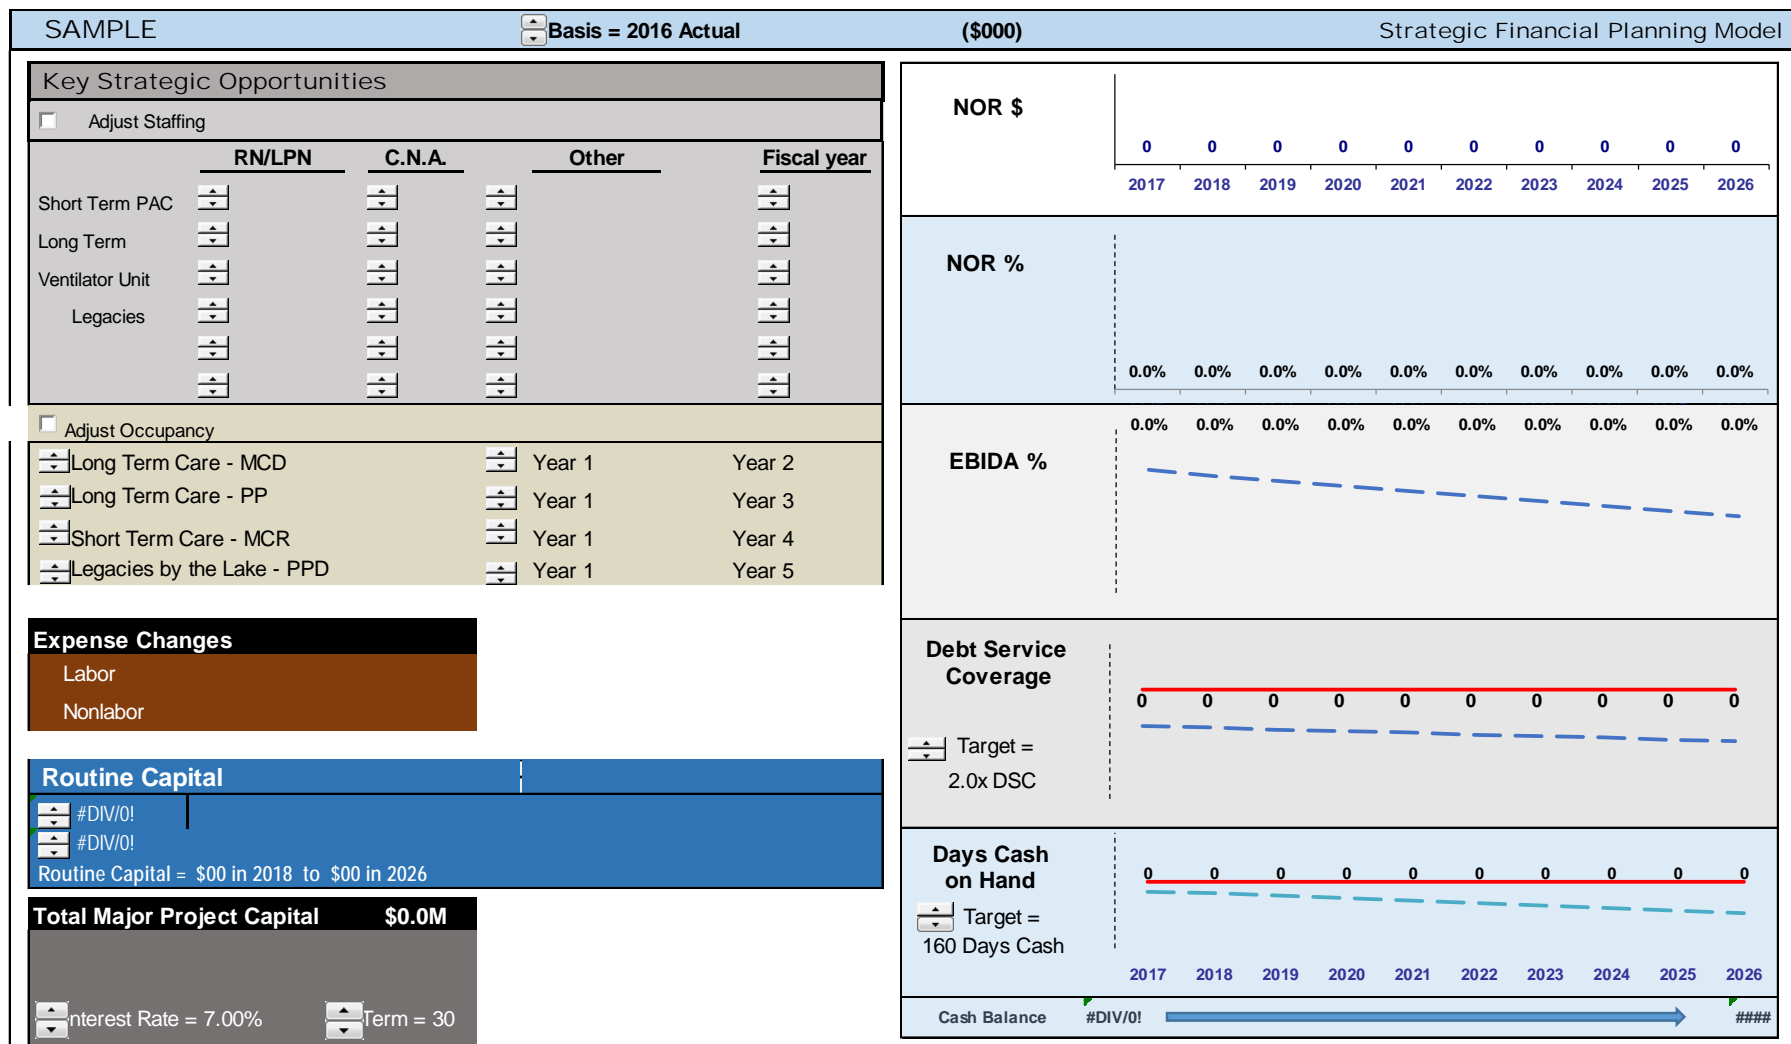 SAMPLE Basis = 2016 Actual ($000) Strategic Financial Planning Model
Key Strategic Opportunities
Adjust Staffing
RN/LPN C.N.A. Other Fiscal year
Short Term PAC
Long Term
Ventilator Unit
Legacies
Adjust Occupancy
Long Term Care - MCD Year 1 Year 2
Long Term Care - PP Year 1 Year 3
Short Term Care - MCR Year 1 Year 4
Legacies by the Lake - PPD Year 1 Year 5
Expense Changes
Labor
Nonlabor
Routine Capital
#DIV/0!
#DIV/0!
Routine Capital = $00 in 2018 to $00 in 2026
Total Major Project Capital $0.0M
nterest Rate = 7.00% Term = 30
NOR $
0 0 0 0 0 0 0 0 0 0
2017 2018 2019 2020 2021 2022 2023 2024 2025 2026
NOR %
0.0% 0.0% 0.0% 0.0% 0.0% 0.0% 0.0% 0.0% 0.0% 0.0%
0.0% 0.0% 0.0% 0.0% 0.0% 0.0% 0.0% 0.0% 0.0% 0.0%
EBIDA %
Debt Service
Coverage
0 0 0 0 0 0 0 0 0 0
Target =
2.0x DSC
Days Cash
on Hand
0 0 0 0 0 0 0 0 0 0
Target =
160 Days Cash
2017 2018 2019 2020 2021 2022 2023 2024 2025 2026
Cash Balance #DIV/0! ####